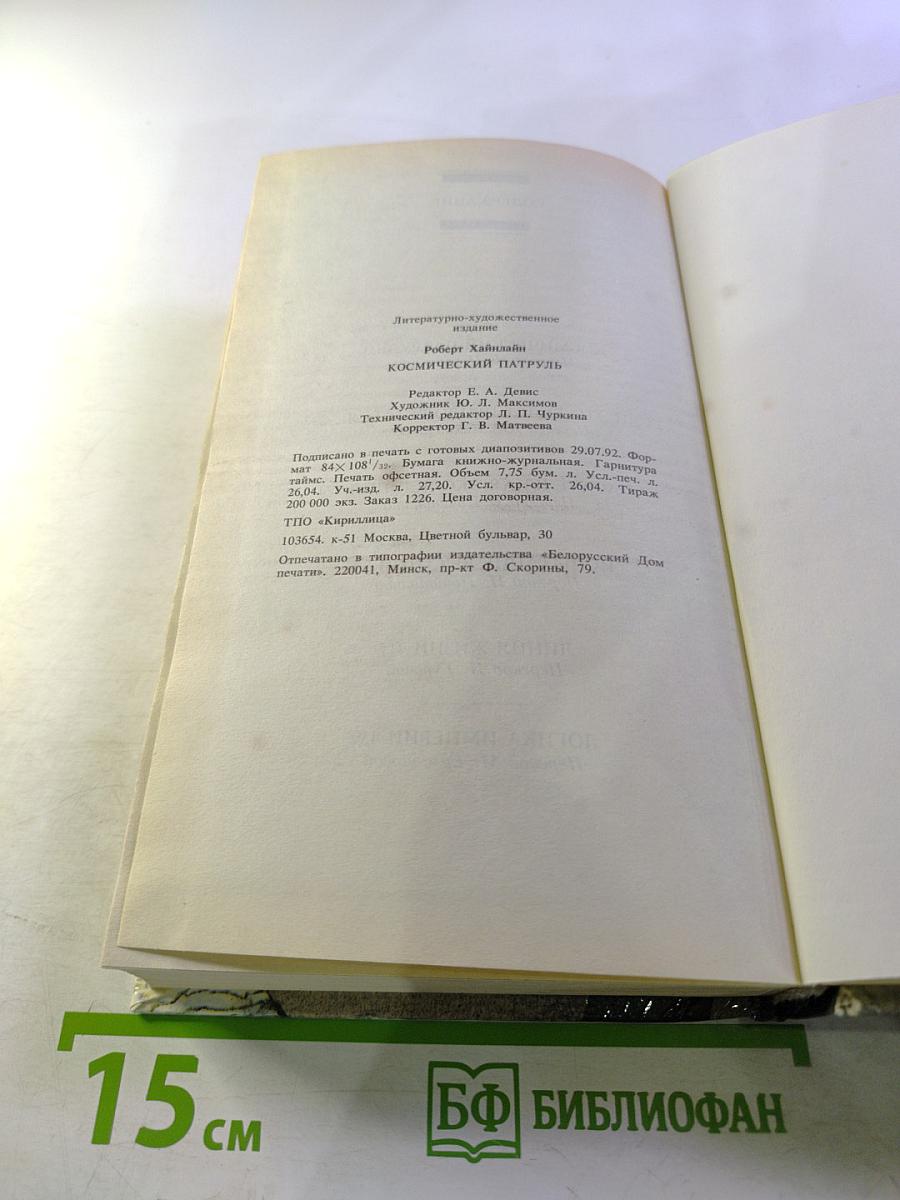 Литературно-художественное
издание
Роберт Хайнлайн
КОСМИЧЕСКИЙ ПАТРУЛЬ
Редактор Е. А. Девис
Художник Ю. Л. Максимов
Технический редактор Л. П. Чуркина
Корректор Г. В. Матвеева
Подписано в печать с готовых диапозитивов 29.07.92. Фор-
мат 84×108¹/₃₂. Бумага книжно-журнальная. Гарнитура
таймс. Печать офсетная. Объем 7,75 бум. л. Усл.-печ. л.
26,04. Уч.-изд. л. 27,20. Усл. кр.-отт. 26,04. Тираж
200 000 экз. Заказ 1226. Цена договорная.
ТПО «Кириллица»
103654. к-51 Москва, Цветной бульвар, 30
Отпечатано в типографии издательства «Белорусский Дом
печати». 220041, Минск, пр-кт Ф. Скорины, 79.
15 см
БФ БИБЛИОФАН